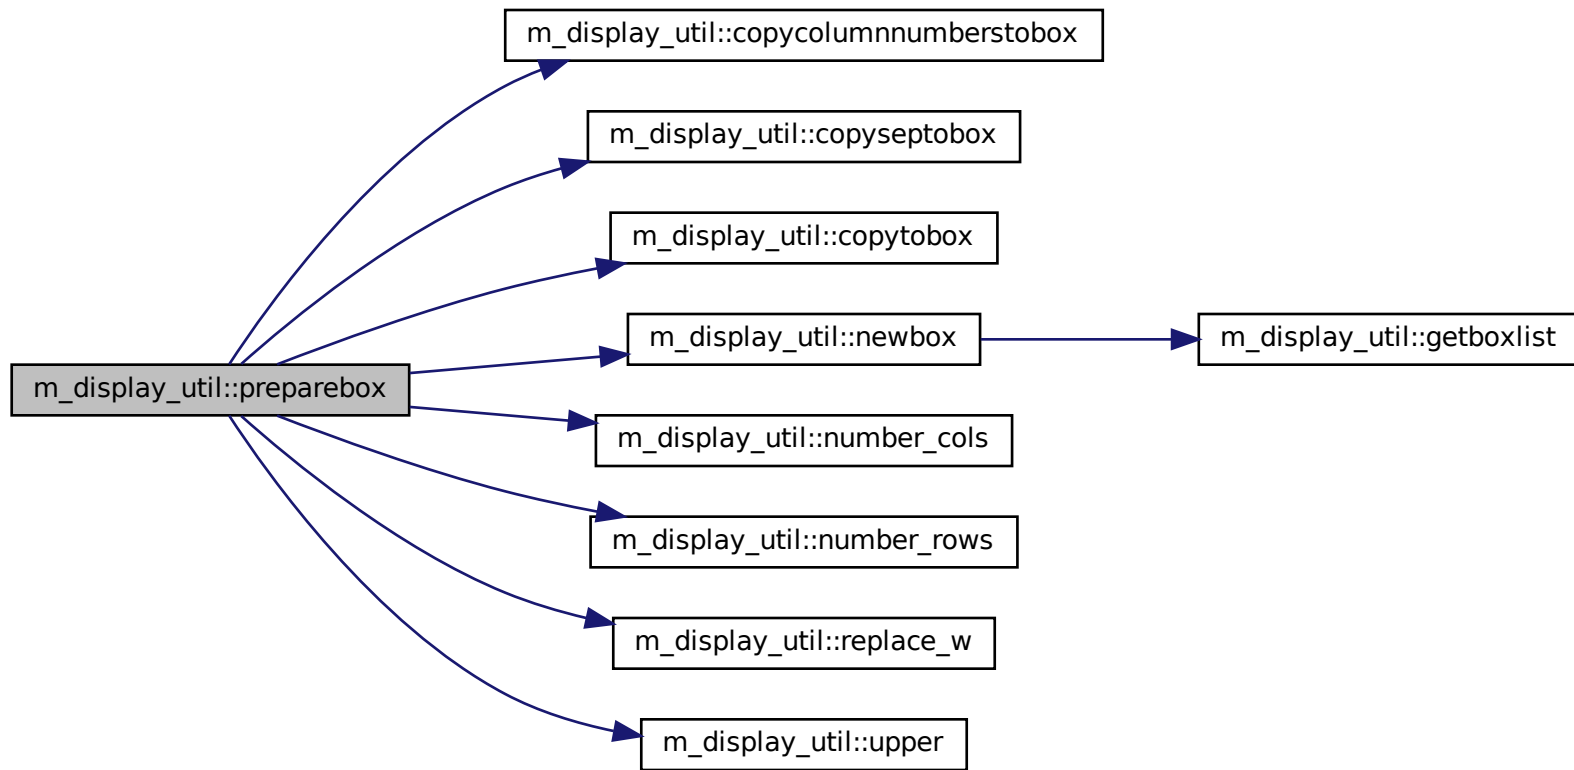 m_display_util::copycolumnnumberstobox
m_display_util::copyseptobox
m_display_util::copytobox
m_display_util::newbox
m_display_util::getboxlist
m_display_util::preparebox
m_display_util::number_cols
m_display_util::number_rows
m_display_util::replace_w
m_display_util::upper